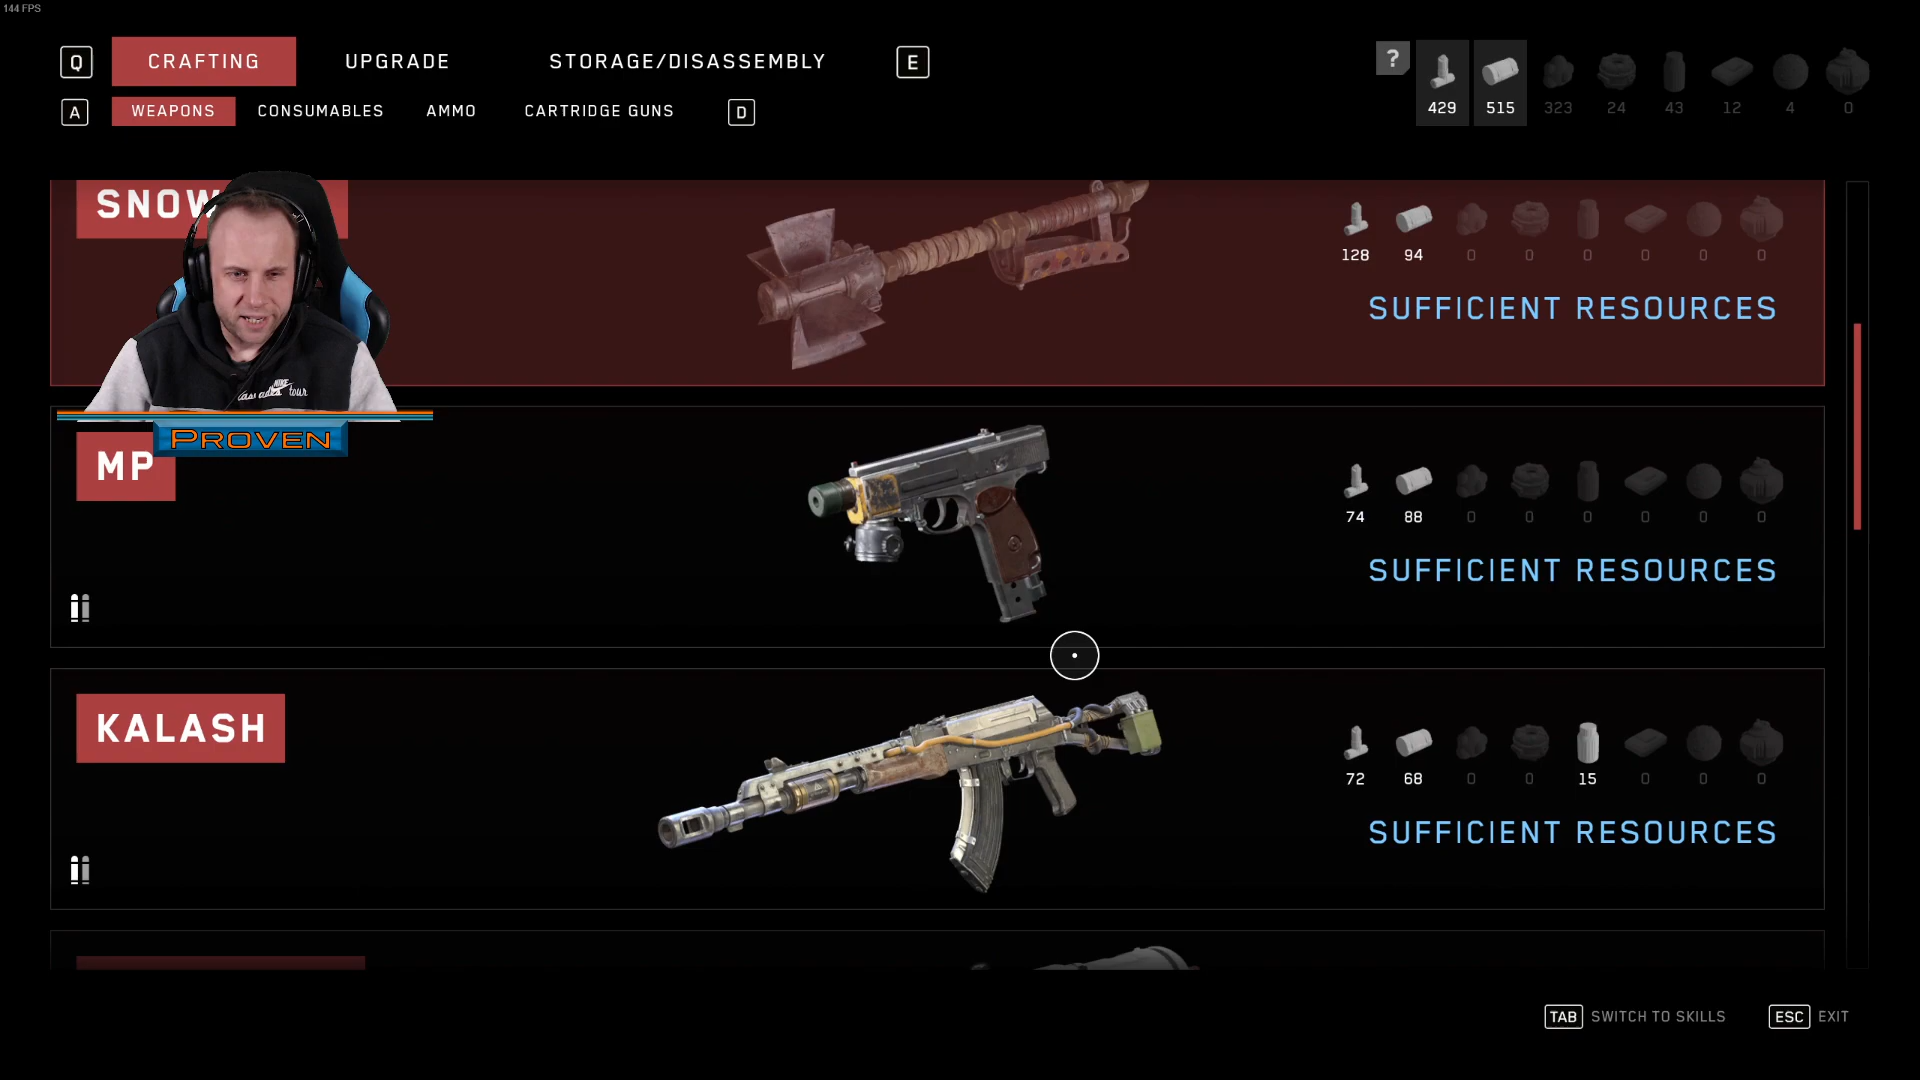 144 FPS
Q CRAFTING UPGRADE STORAGE/DISASSEMBLY E
A WEAPONS CONSUMABLES AMMO CARTRIDGE GUNS D
?
429 515 323 24 43 12 4 0
SNOW
128 94 0 0 0 0 0 0
SUFFICIENT RESOURCES
NIKE
tour
PROVEN
MP
74 88 0 0 0 0 0 0
SUFFICIENT RESOURCES
KALASH
72 68 0 0 15 0 0 0
SUFFICIENT RESOURCES
TAB SWITCH TO SKILLS ESC EXIT